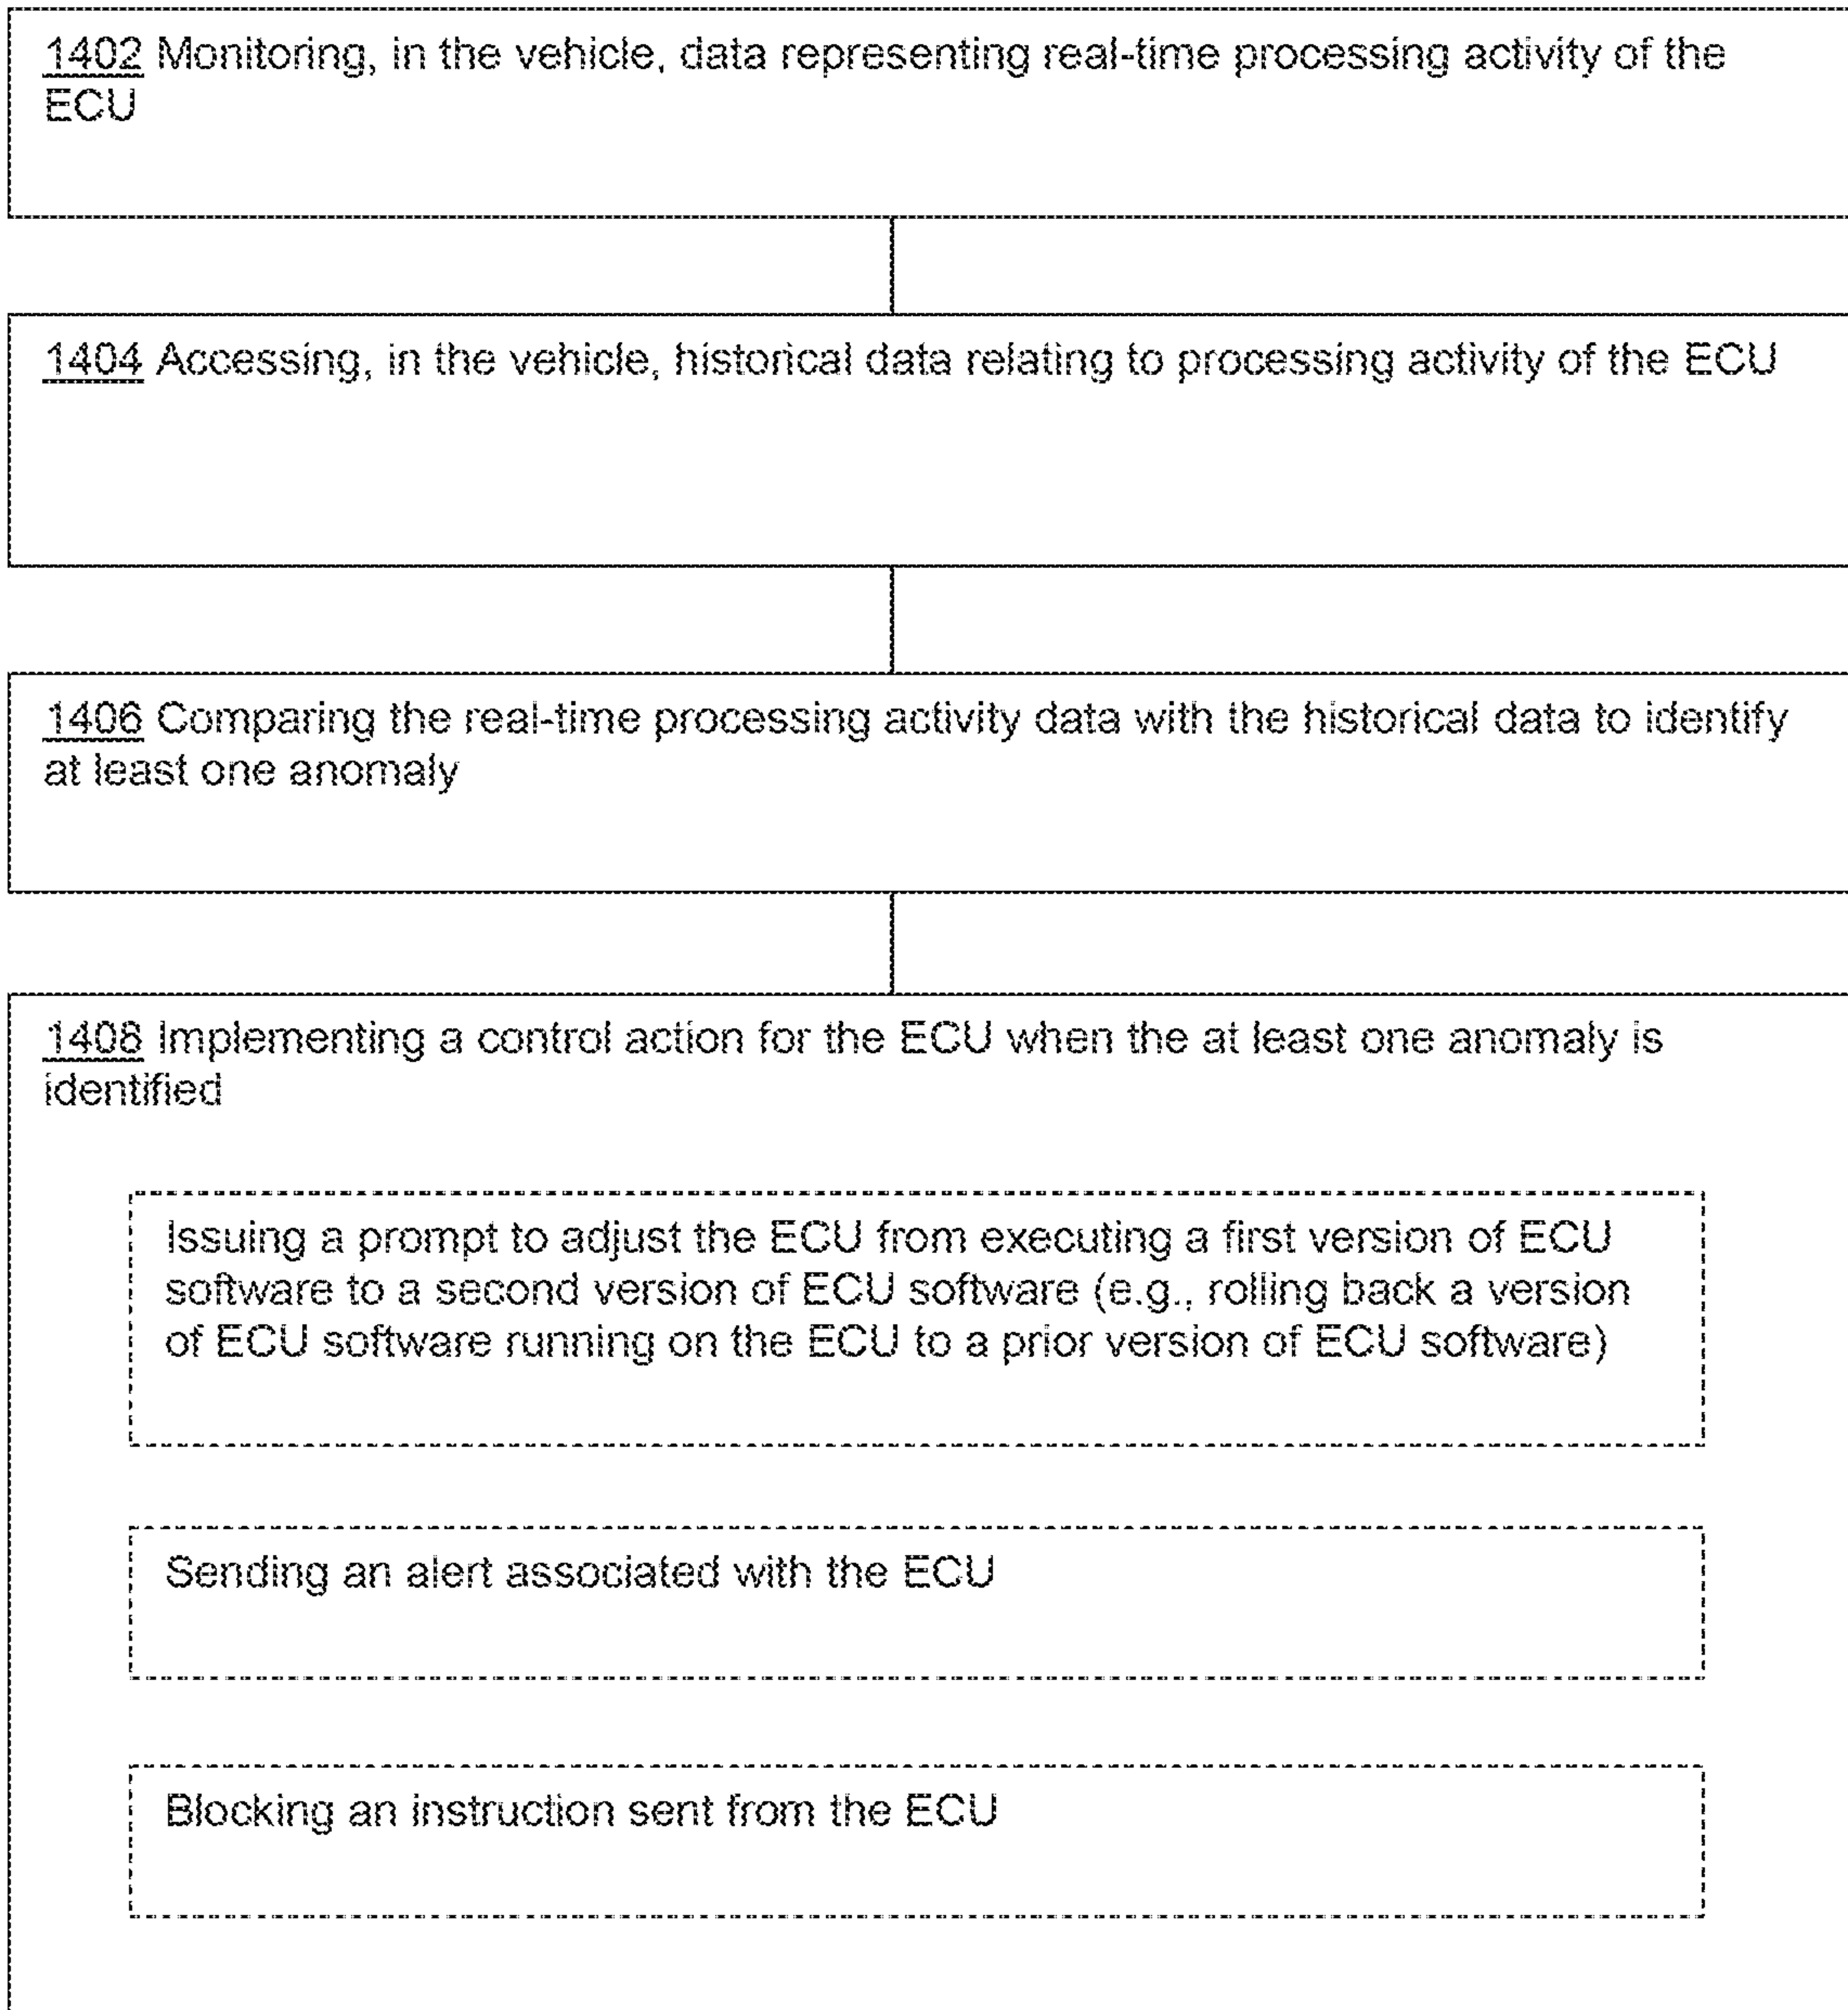 1402 Monitoring, in the vehicle, data representing real-time processing activity of the
ECU
1404 Accessing, in the vehicle, historical data relating to processing activity of the ECU
1406 Comparing the real-time processing activity data with the historical data to identify
at least one anomaly
1408 Implementing a control action for the ECU when the at least one anomaly is
identified
Issuing a prompt to adjust the ECU from executing a first version of ECU
software to a second version of ECU software (e.g., rolling back a version
of ECU software running on the ECU to a prior version of ECU software)
Sending an alert associated with the ECU
Blocking an instruction sent from the ECU